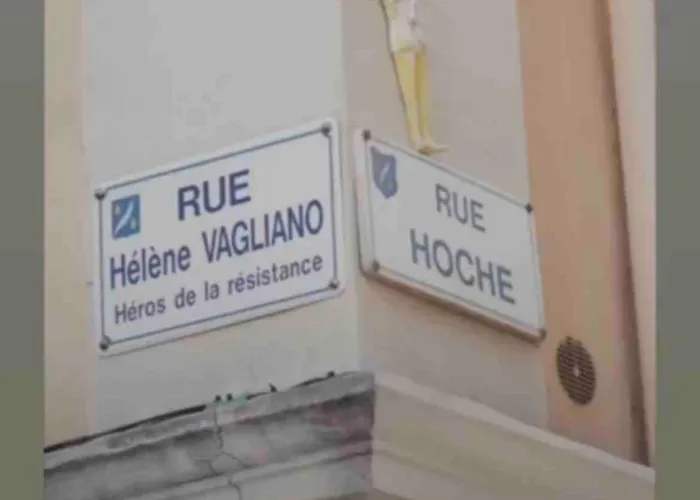 RUE
Hélène VAGLIANO
Héros de la résistance
RUE
HOCHE